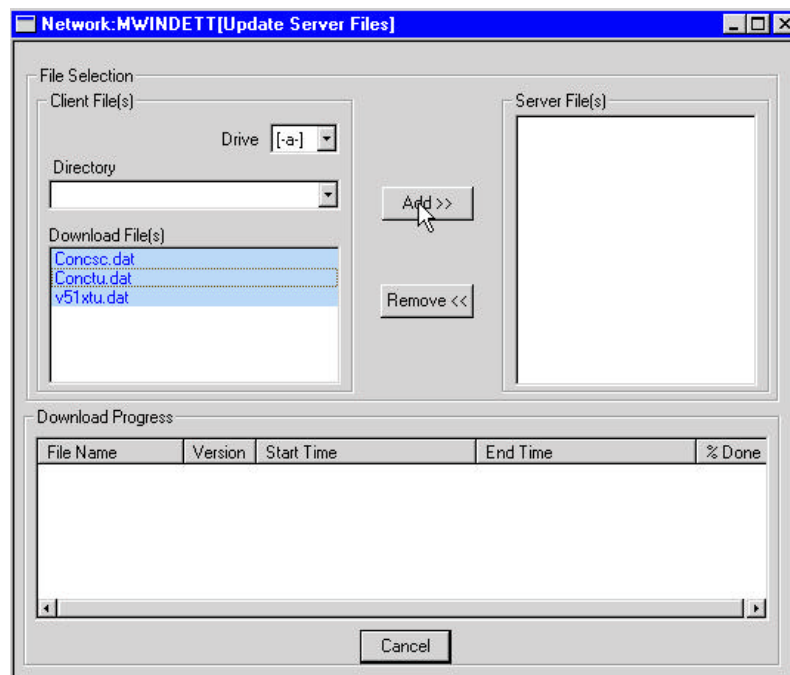 Network:MWINDETT[Update Server Files]
File Selection
Client File(s)
Drive [-a-]
Directory
Download File(s)
Concsc.dat
Conctu.dat
v51xtu.dat
Add >>
Remove <<
Server File(s)
Download Progress
File Name Version Start Time End Time % Done
Cancel